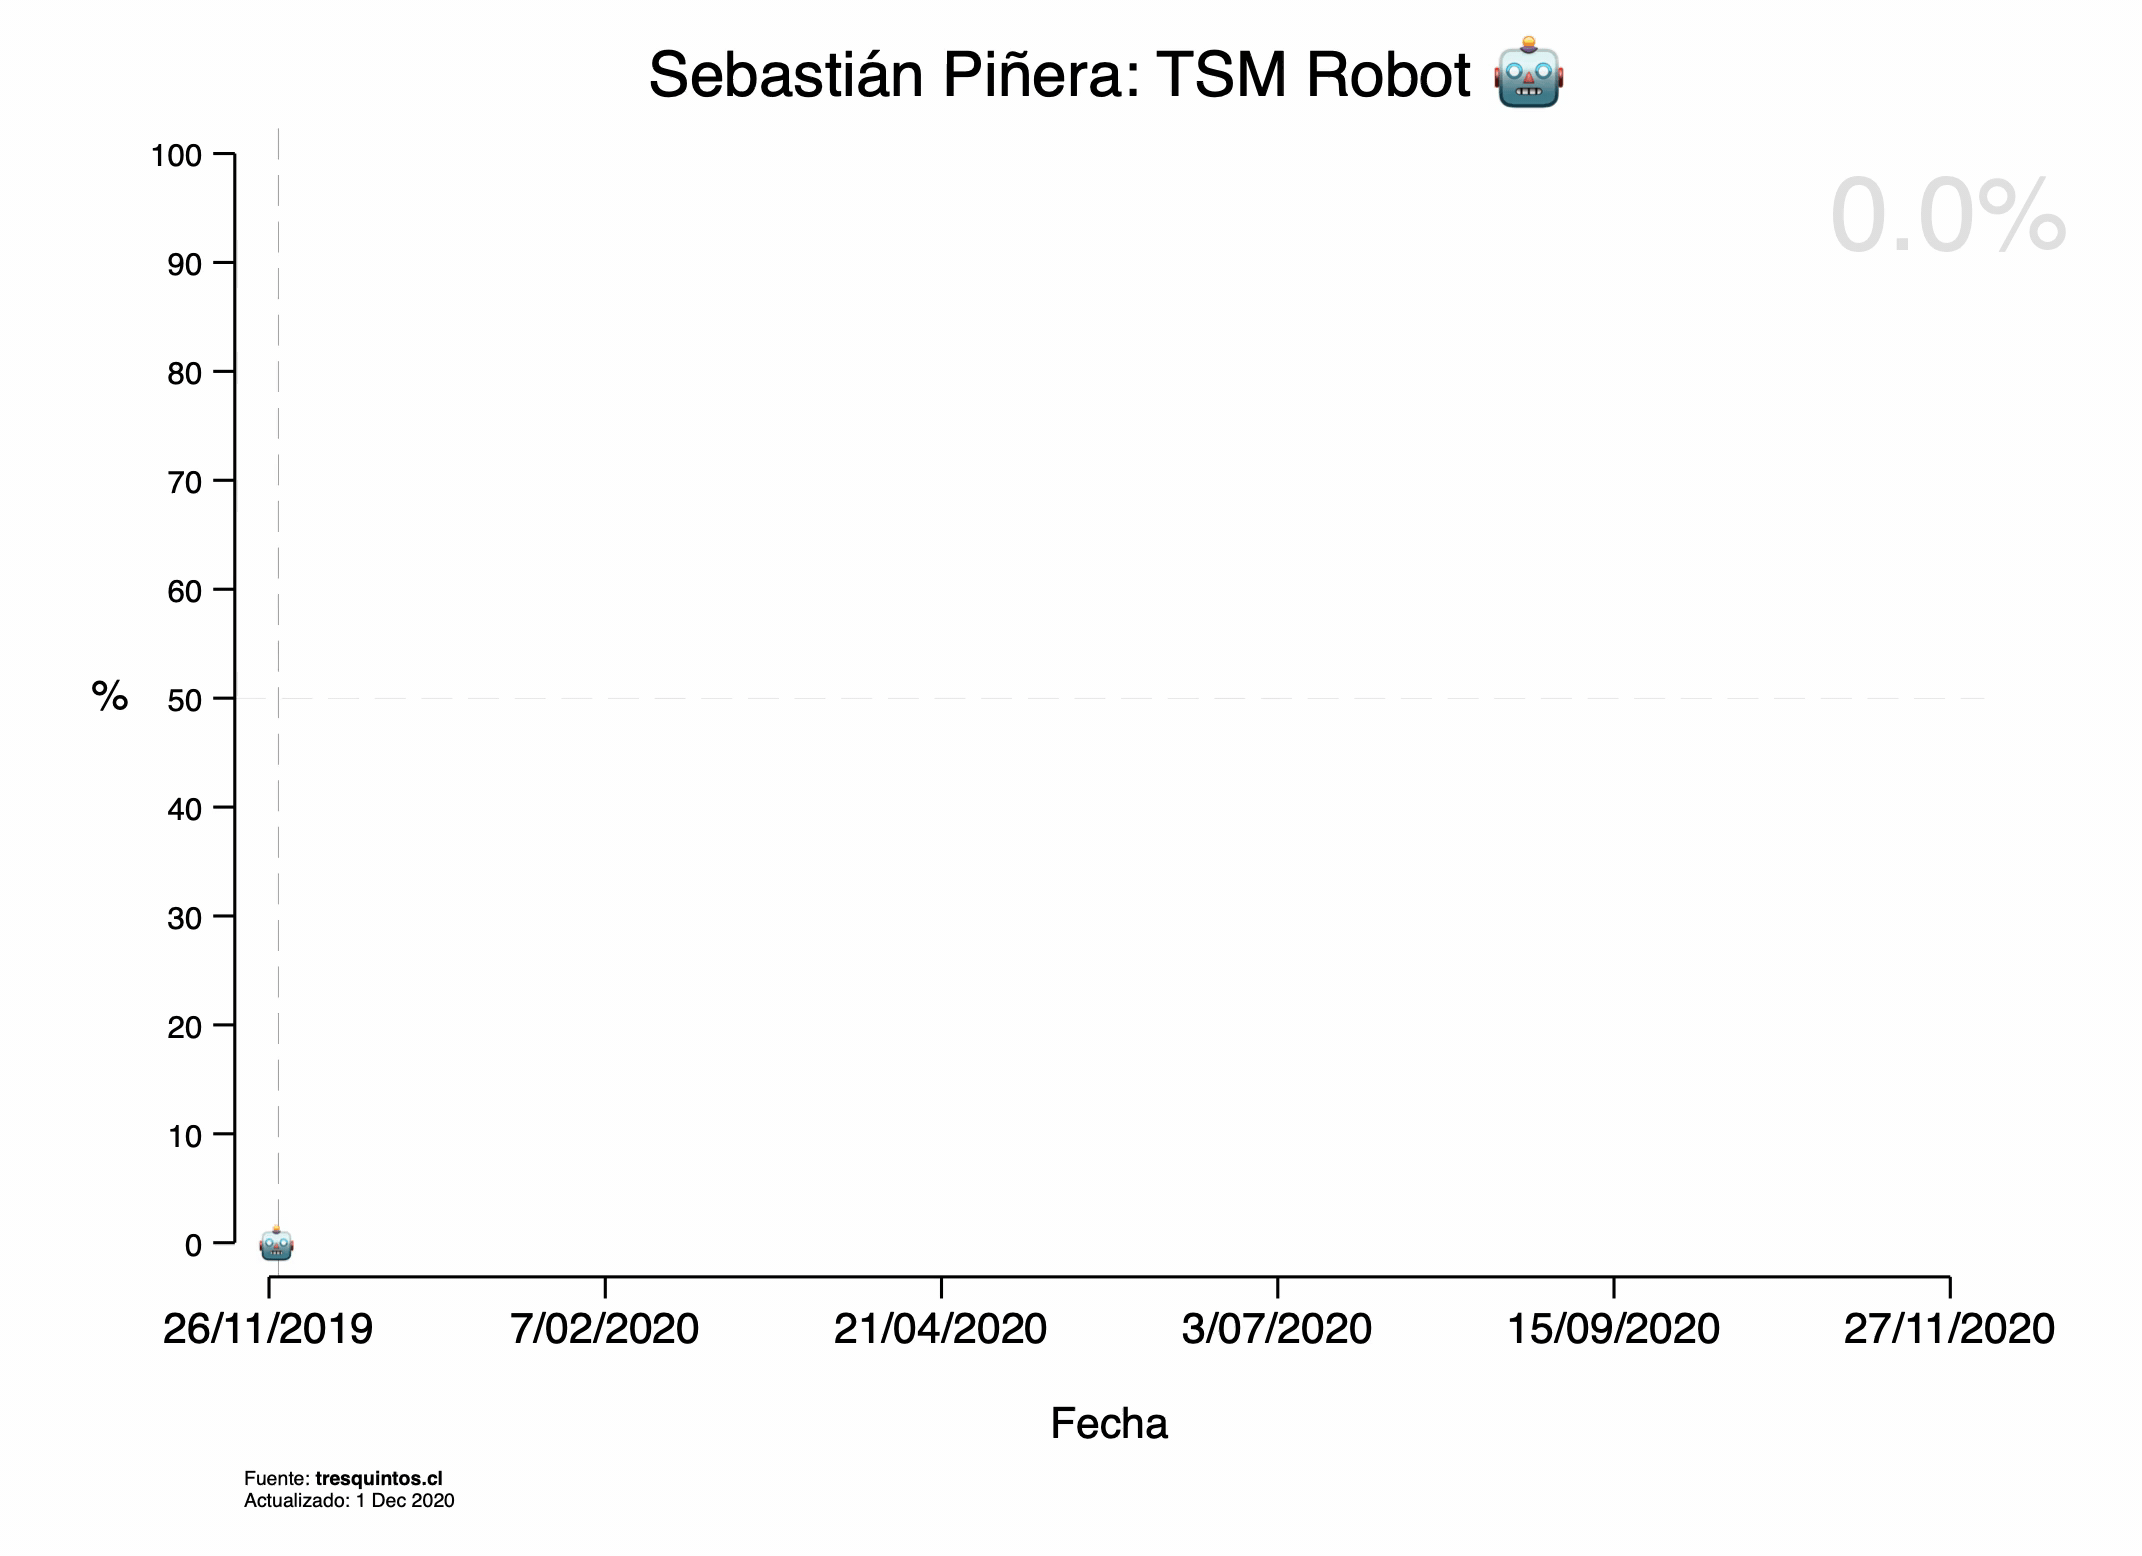 Sebastián Piñera: TSM Robot 🤖
0.0%
100
90
80
70
60
50
40
30
20
10
0
%
26/11/2019 7/02/2020 21/04/2020 3/07/2020 15/09/2020 27/11/2020
Fecha
Fuente: tresquintos.cl
Actualizado: 1 Dec 2020